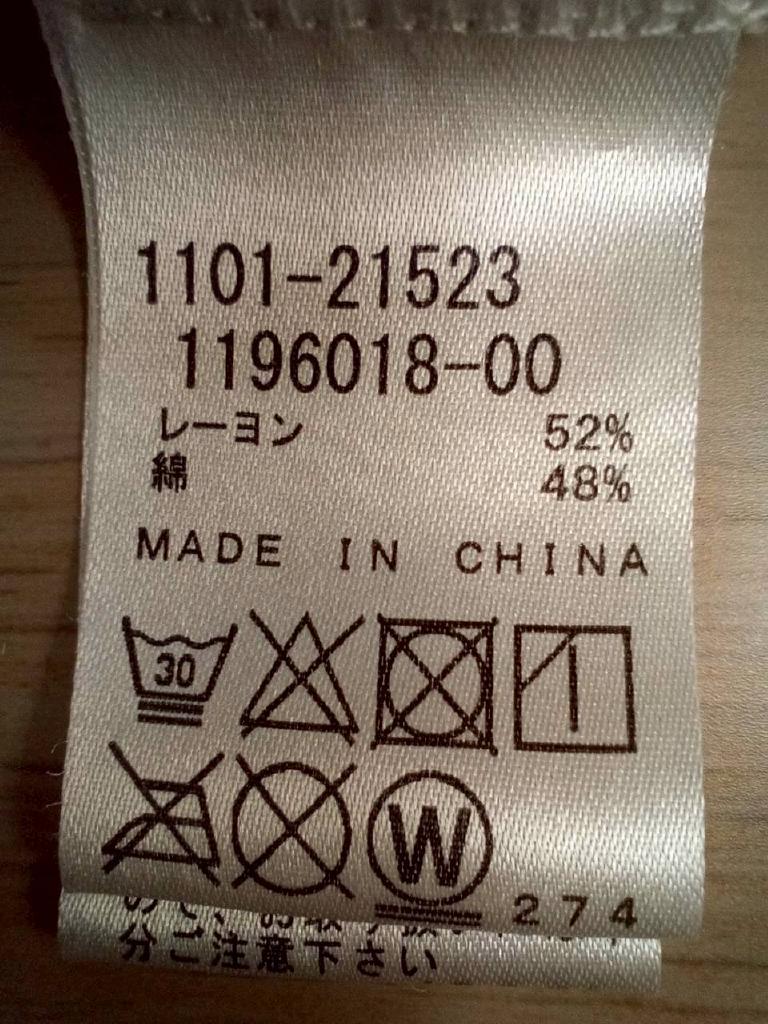 1101-21523
1196018-00
レーヨン 52%
綿 48%
MADE IN CHINA
30
W
274
分ご注意下さい